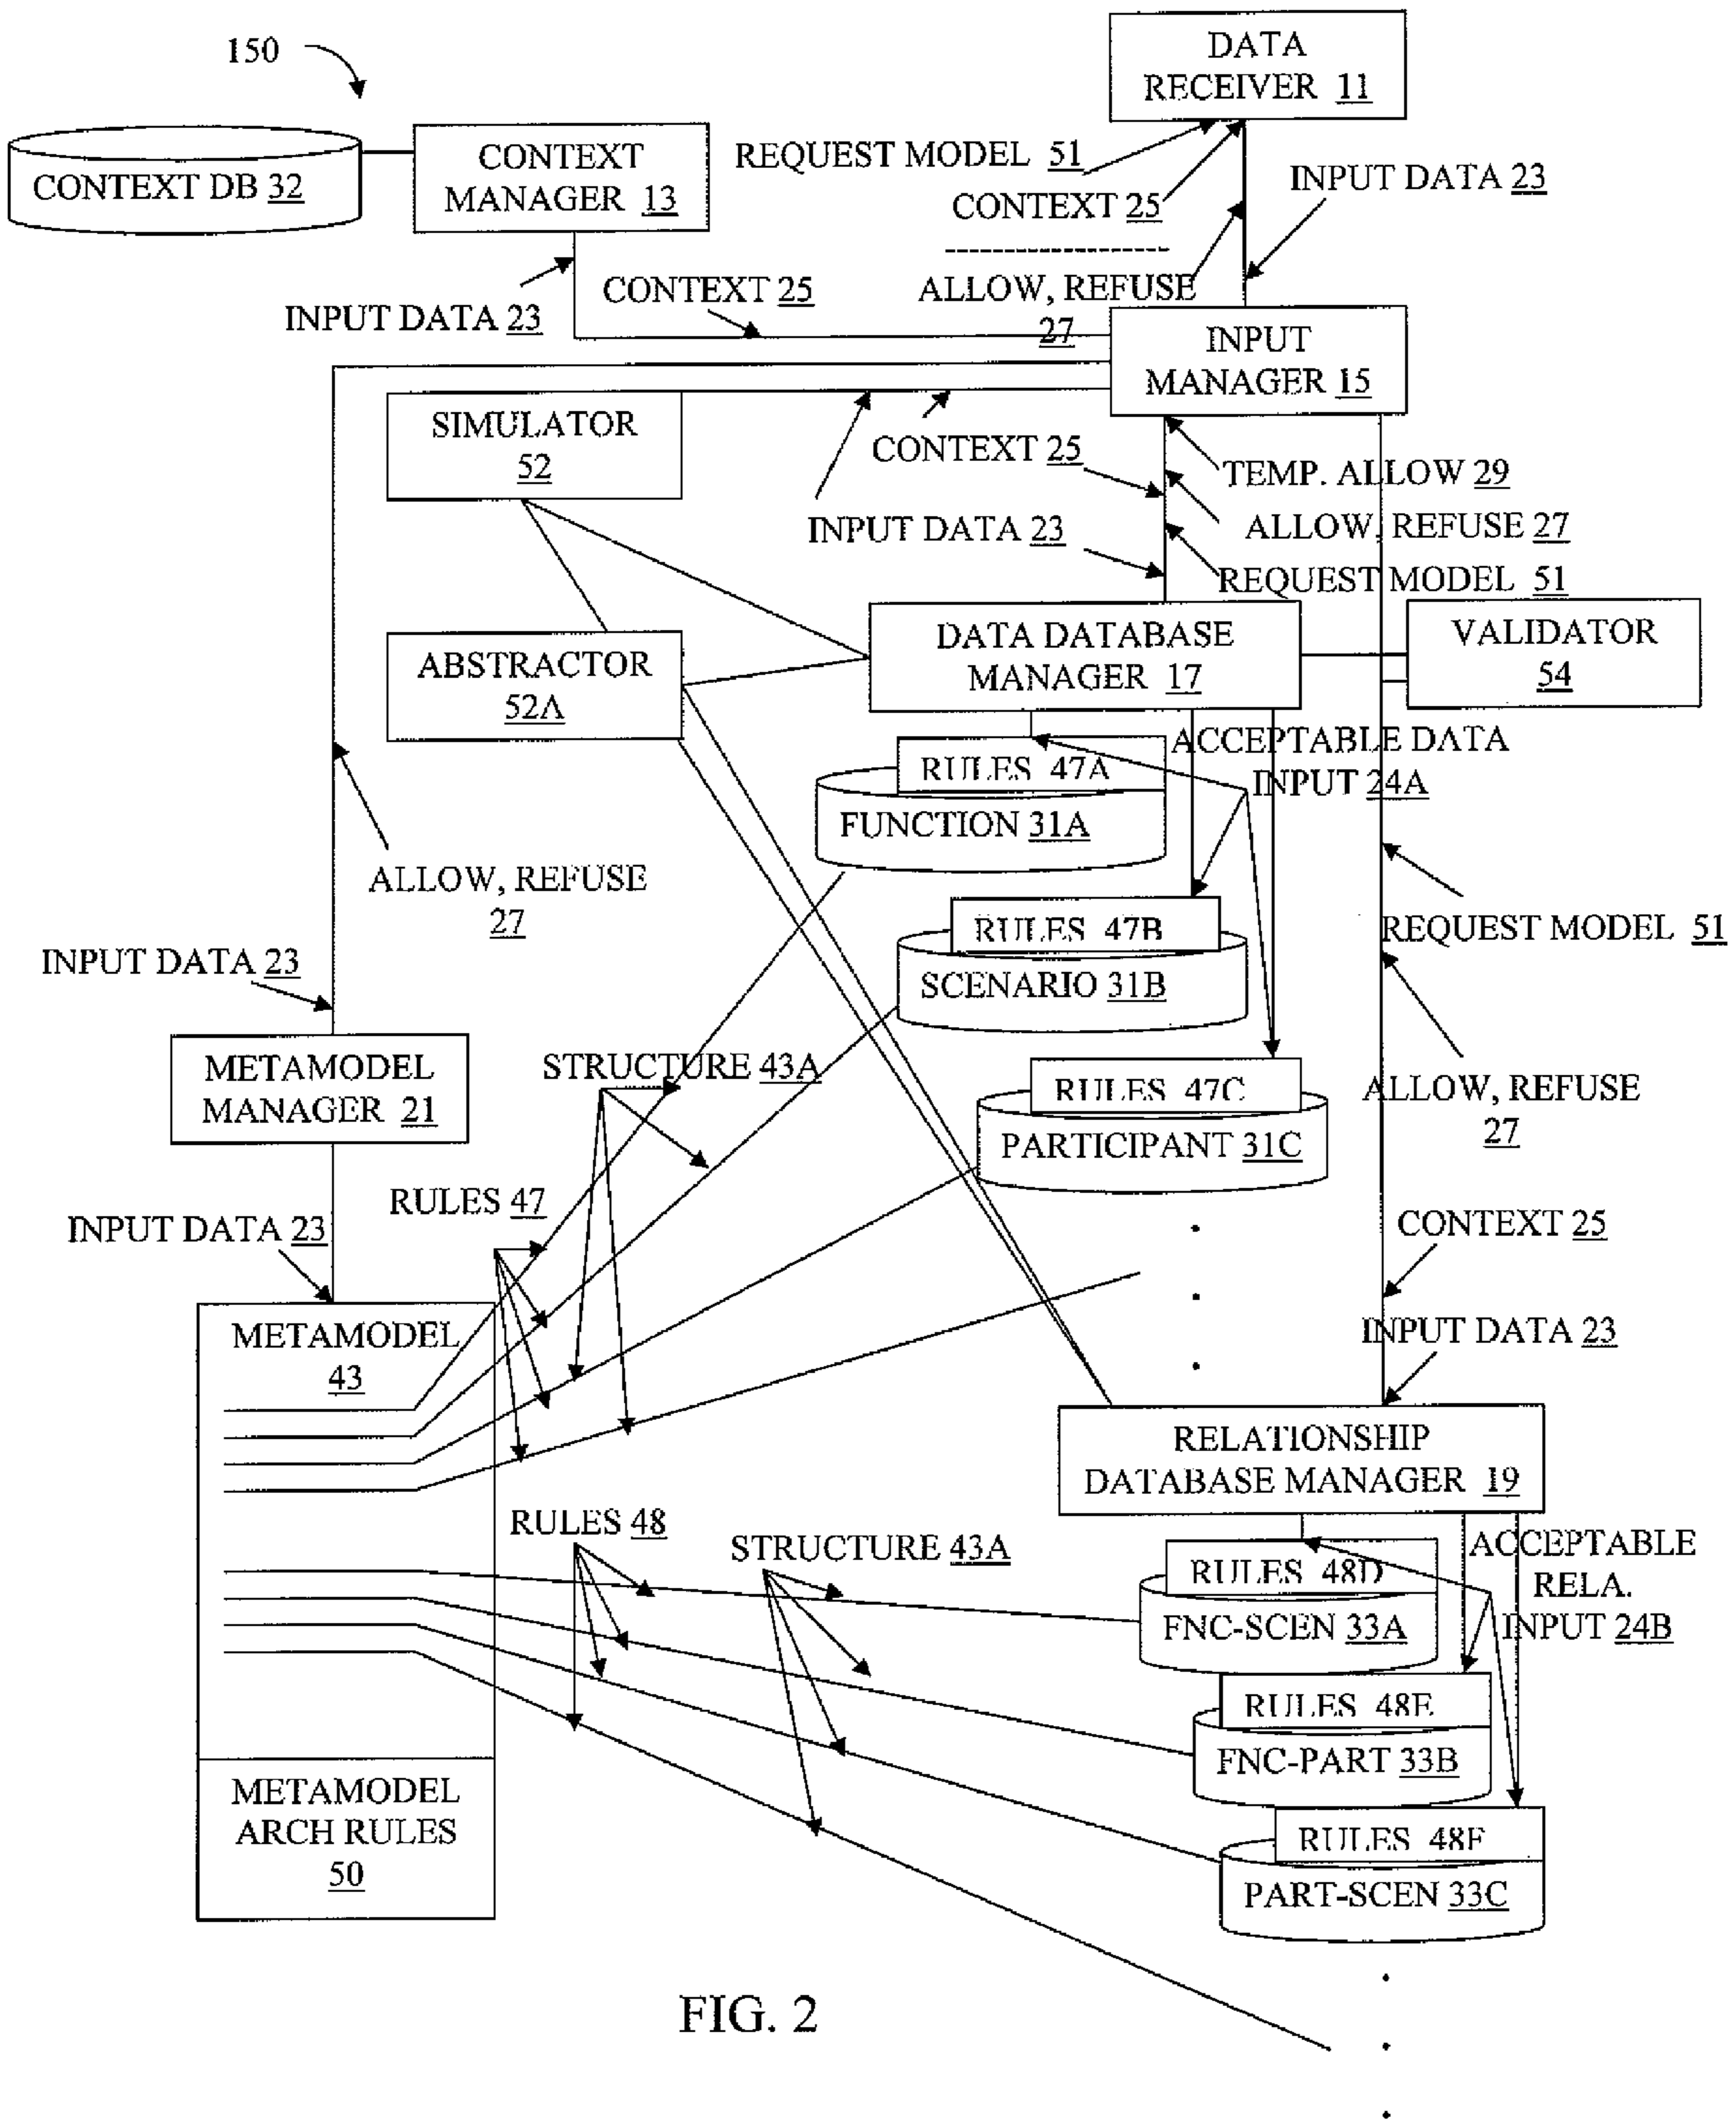 150
DATA
RECEIVER 11
CONTEXT DB 32
CONTEXT
MANAGER 13
REQUEST MODEL 51
CONTEXT 25
INPUT DATA 23
ALLOW, REFUSE
27
CONTEXT 25
INPUT DATA 23
INPUT
MANAGER 15
SIMULATOR
52
CONTEXT 25
TEMP. ALLOW 29
INPUT DATA 23
ALLOW, REFUSE 27
REQUEST MODEL 51
ABSTRACTOR
52A
DATA DATABASE
MANAGER 17
VALIDATOR
54
ACCEPTABLE DATA
INPUT 24A
RULES 47A
FUNCTION 31A
ALLOW, REFUSE
27
RULES 47B
SCENARIO 31B
REQUEST MODEL 51
INPUT DATA 23
METAMODEL
MANAGER 21
STRUCTURE 43A
RULES 47C
PARTICIPANT 31C
ALLOW, REFUSE
27
RULES 47
INPUT DATA 23
CONTEXT 25
INPUT DATA 23
METAMODEL
43
RELATIONSHIP
DATABASE MANAGER 19
RULES 48
STRUCTURE 43A
ACCEPTABLE
RELA.
INPUT 24B
RULES 48D
FNC-SCEN 33A
RULES 48E
FNC-PART 33B
METAMODEL
ARCH RULES
50
RULES 48F
PART-SCEN 33C
FIG. 2